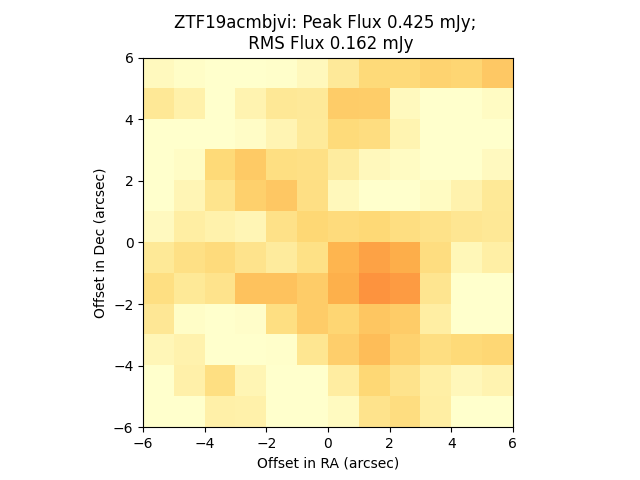 ZTF19acmbjvi: Peak Flux 0.425 mJy;
RMS Flux 0.162 mJy
6
4
2
0
−2
−4
−6
Offset in Dec (arcsec)
−6 −4 −2 0 2 4 6
Offset in RA (arcsec)